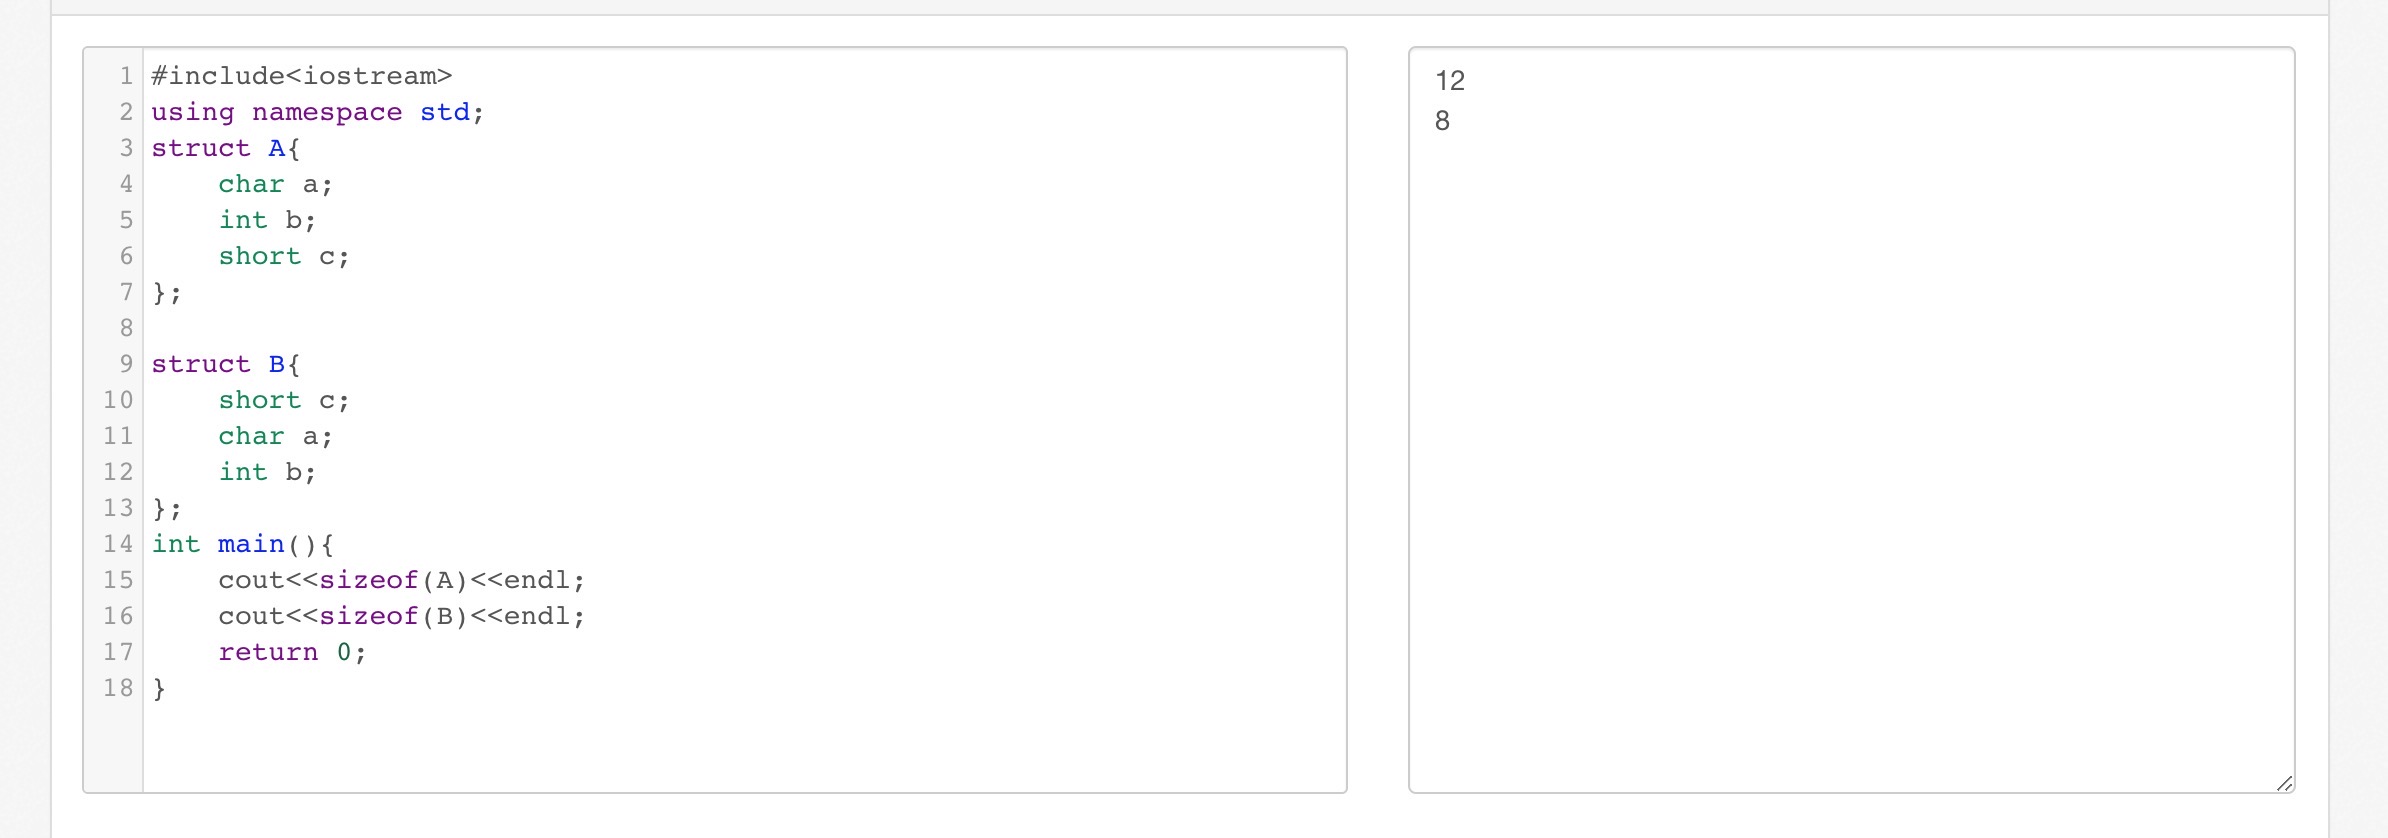 1 #include<iostream>
2 using namespace std;
3 struct A{
4     char a;
5     int b;
6     short c;
7 };
8
9 struct B{
10     short c;
11     char a;
12     int b;
13 };
14 int main(){
15     cout<<sizeof(A)<<endl;
16     cout<<sizeof(B)<<endl;
17     return 0;
18 }
12
8